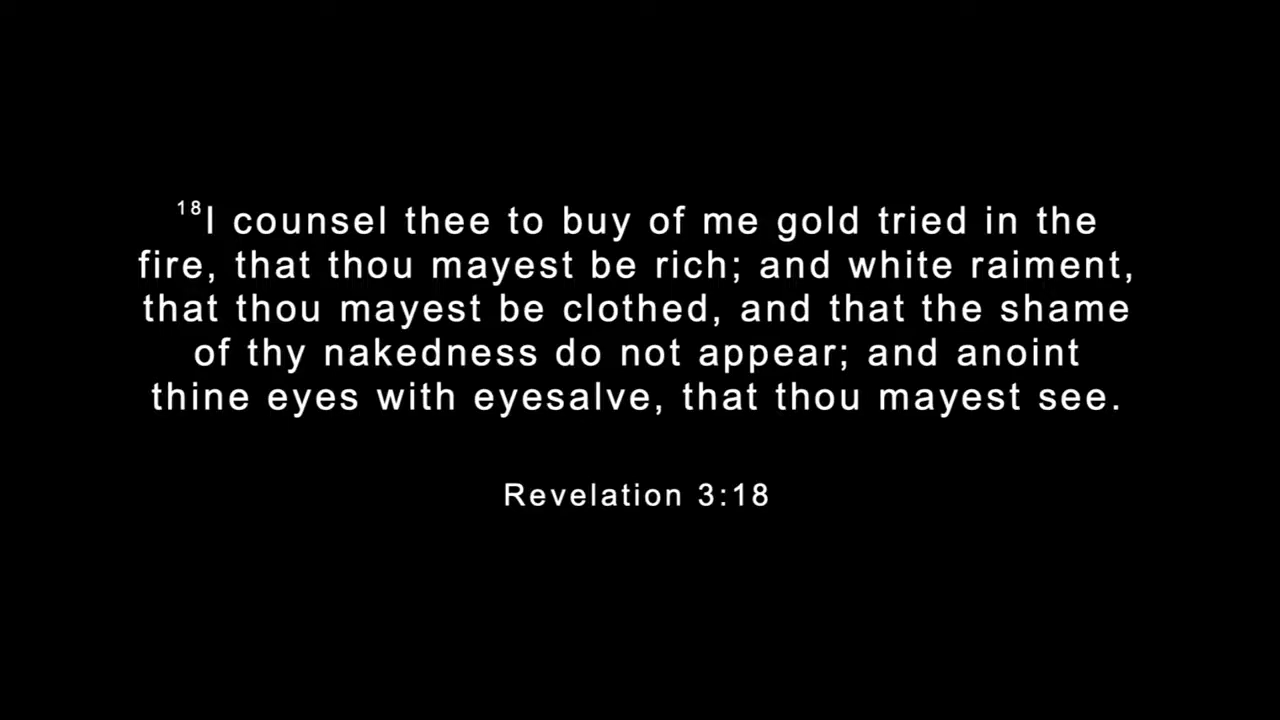 18I counsel thee to buy of me gold tried in the
fire, that thou mayest be rich; and white raiment,
that thou mayest be clothed, and that the shame
of thy nakedness do not appear; and anoint
thine eyes with eyesalve, that thou mayest see.
Revelation 3:18